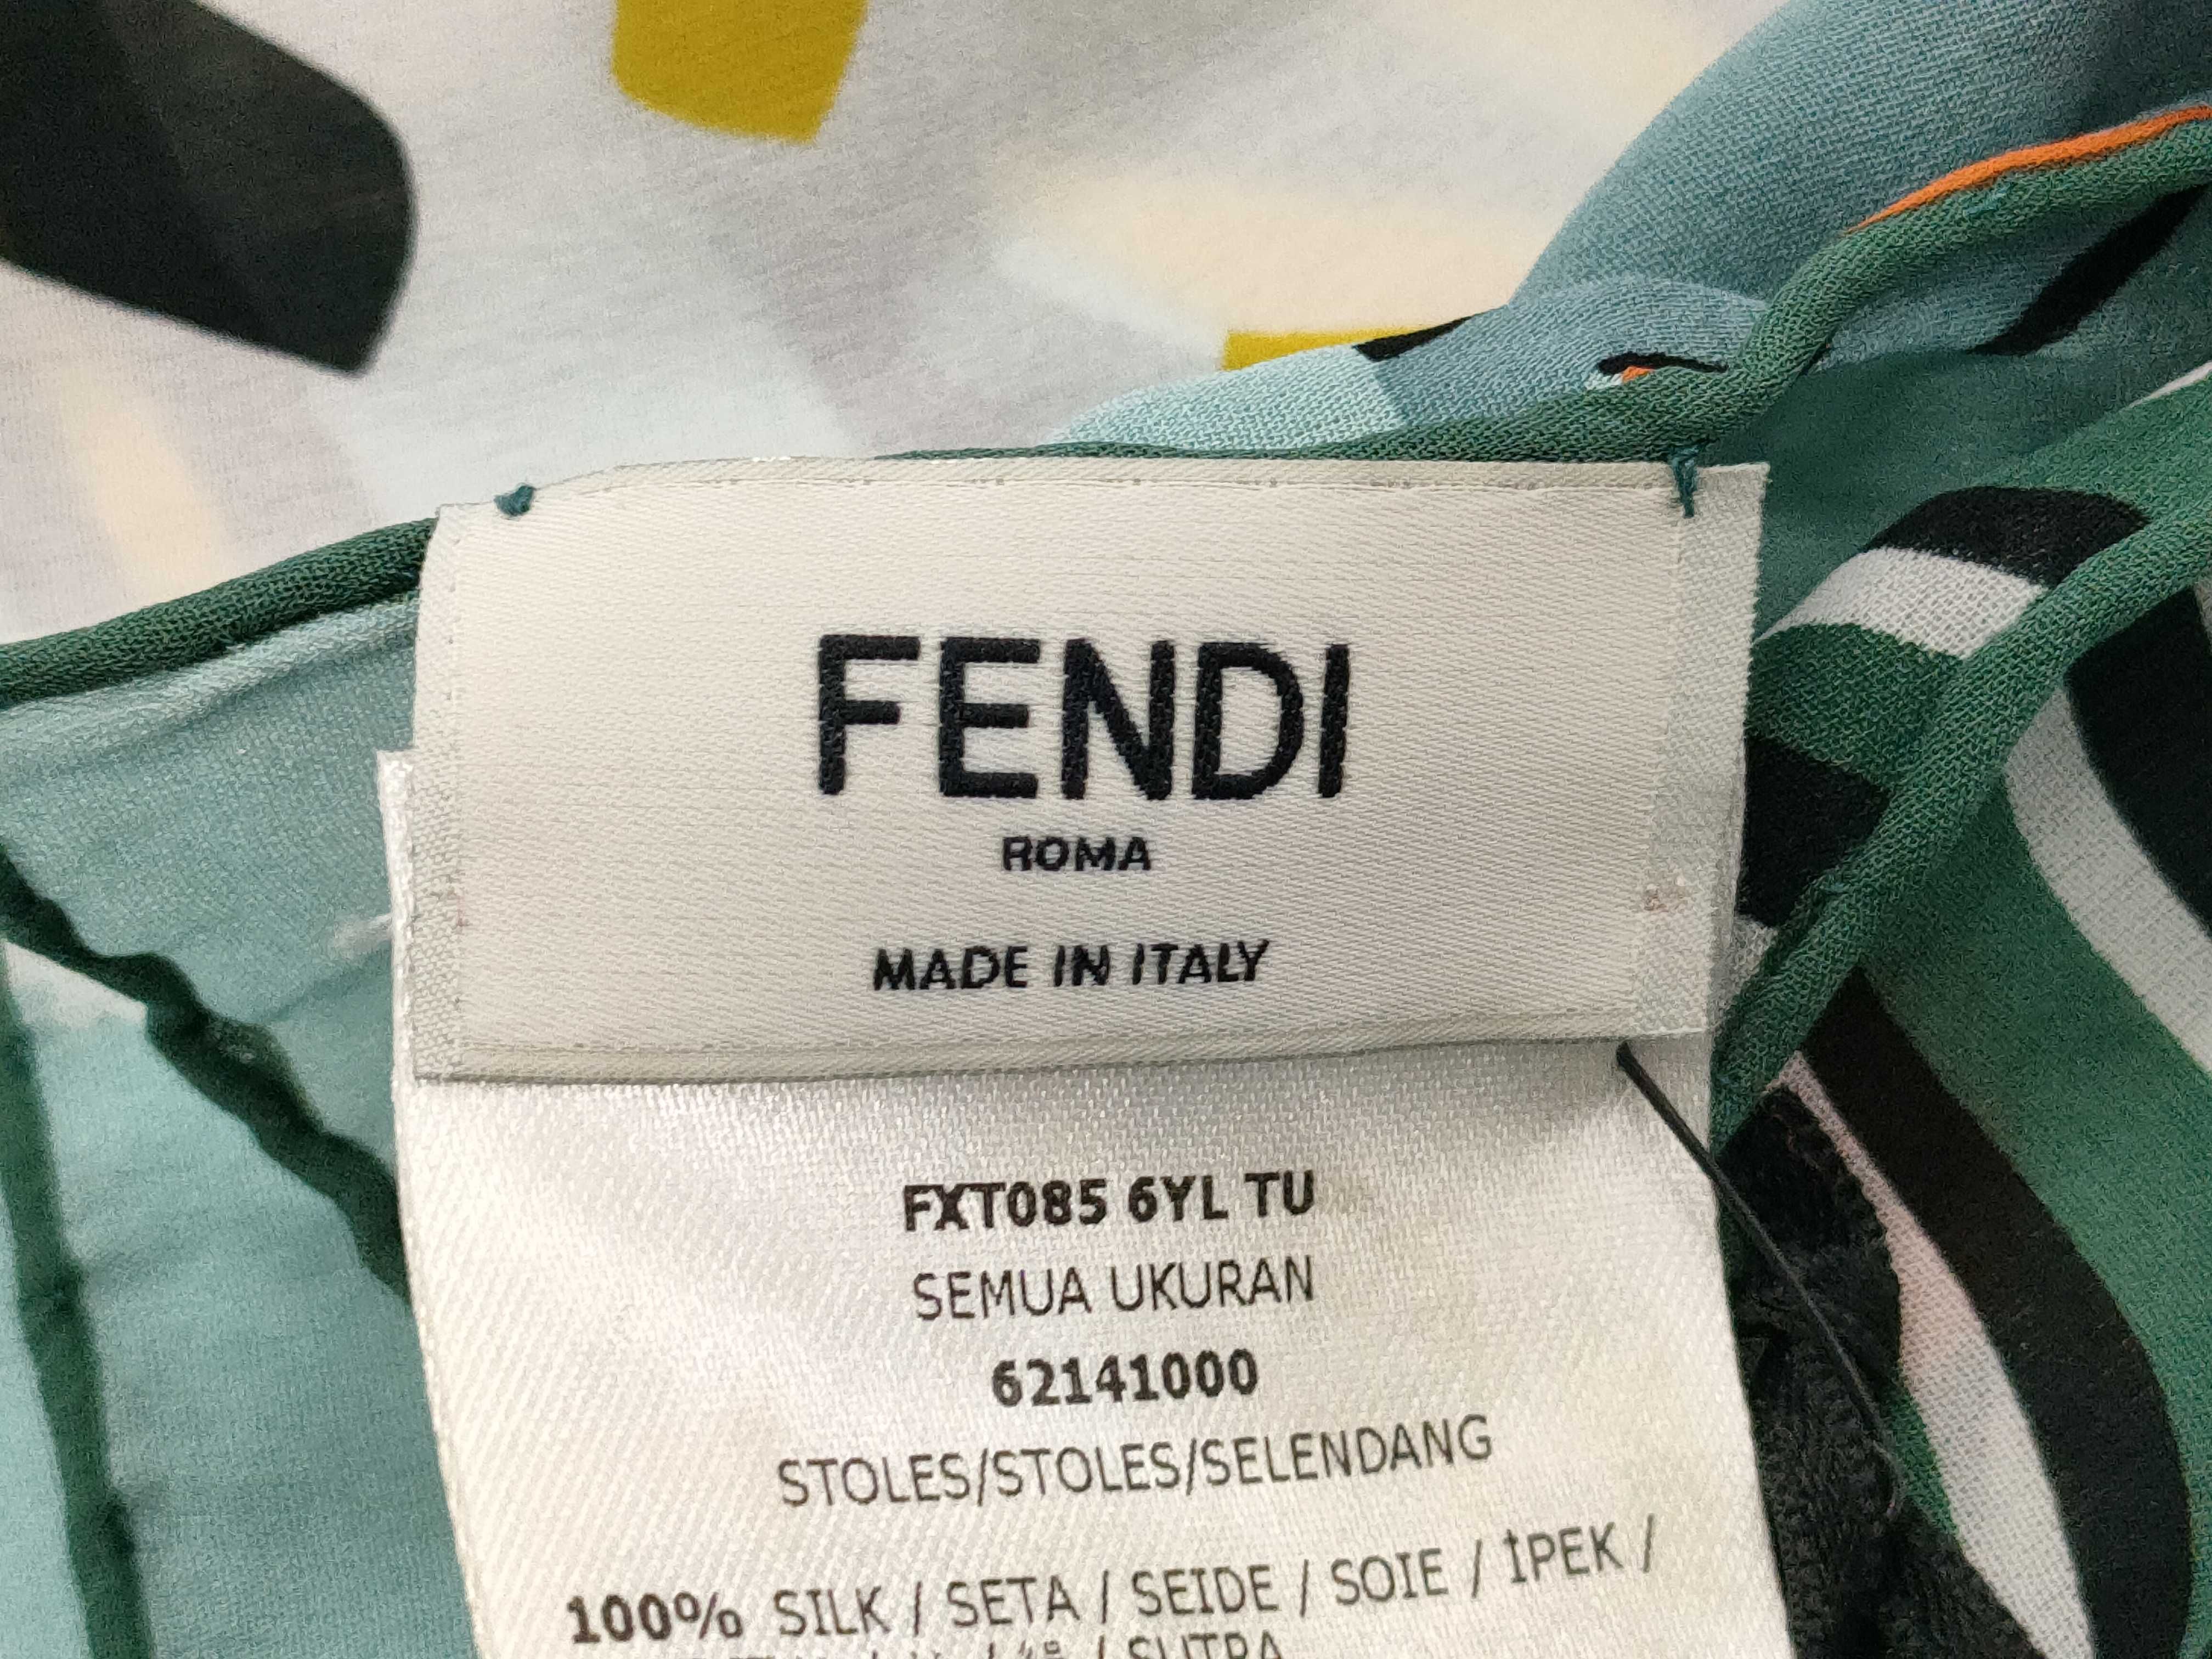 FENDI
ROMA
MADE IN ITALY
FXT085 6YL TU
SEMUA UKURAN
62141000
STOLES/STOLES/SELENDANG
100% SILK / SETA / SEIDE / SOIE / İPEK /
/ SUTRA